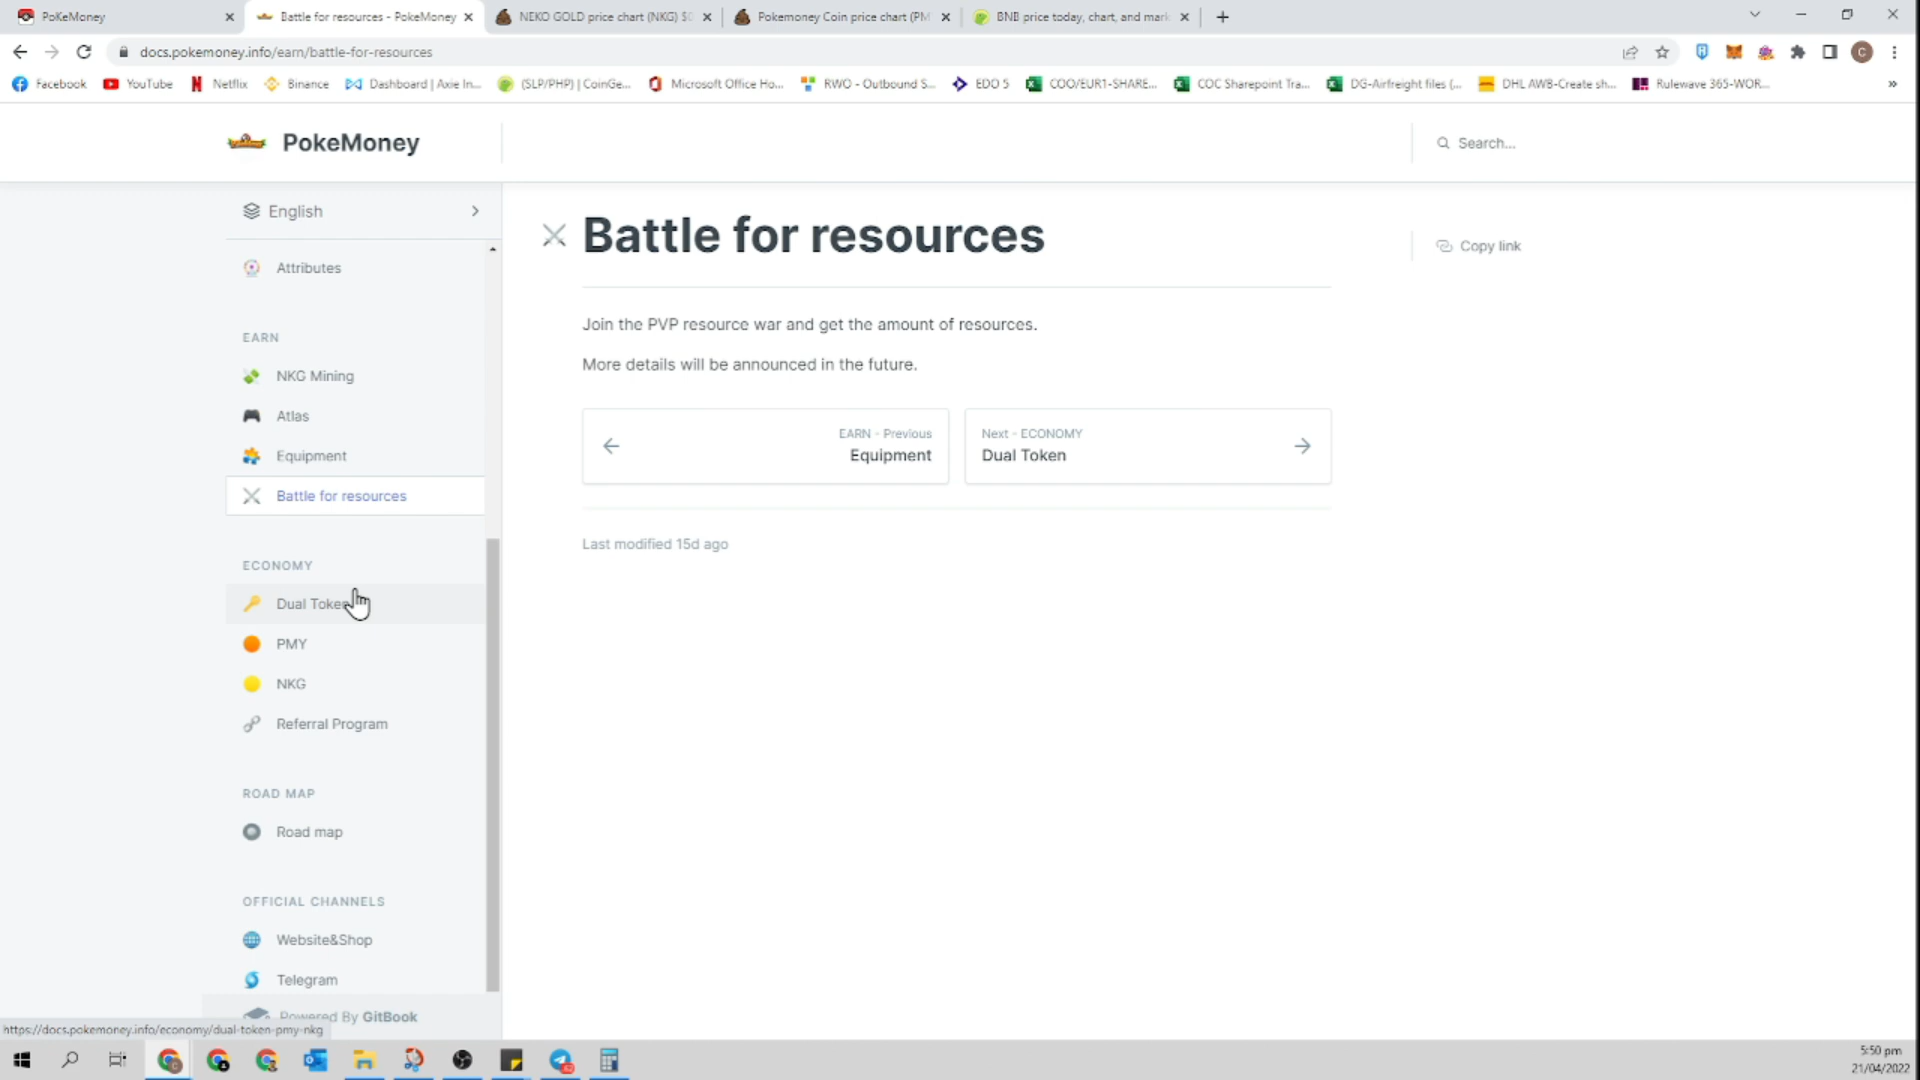 PoKeMoney
Battle for resources - PokeMoney
NEKO GOLD price chart (NKG) $0
Pokemoney Coin price chart (PM
BNB price today, chart, and mark
docs.pokemoney.info/earn/battle-for-resources
C
Facebook
YouTube
Netflix
Binance
Dashboard | Axie In...
(SLP/PHP) | CoinGe...
Microsoft Office Ho...
RWO - Outbound S...
EDO 5
COO/EUR1-SHARE...
COC Sharepoint Tra...
DG-Airfreight files (...
DHL AWB-Create sh...
Rulewave 365-WOR...
PokeMoney
Search...
English
Battle for resources
Copy link
Attributes
EARN
NKG Mining
Atlas
Equipment
Battle for resources
Join the PVP resource war and get the amount of resources.
More details will be announced in the future.
EARN - Previous
Equipment
Next - ECONOMY
Dual Token
Last modified 15d ago
ECONOMY
Dual Token
PMY
NKG
Referral Program
ROAD MAP
Road map
OFFICIAL CHANNELS
Website&Shop
Telegram
Powered By GitBook
https://docs.pokemoney.info/economy/dual-token-pmy-nkg
5:50 pm
21/04/2022